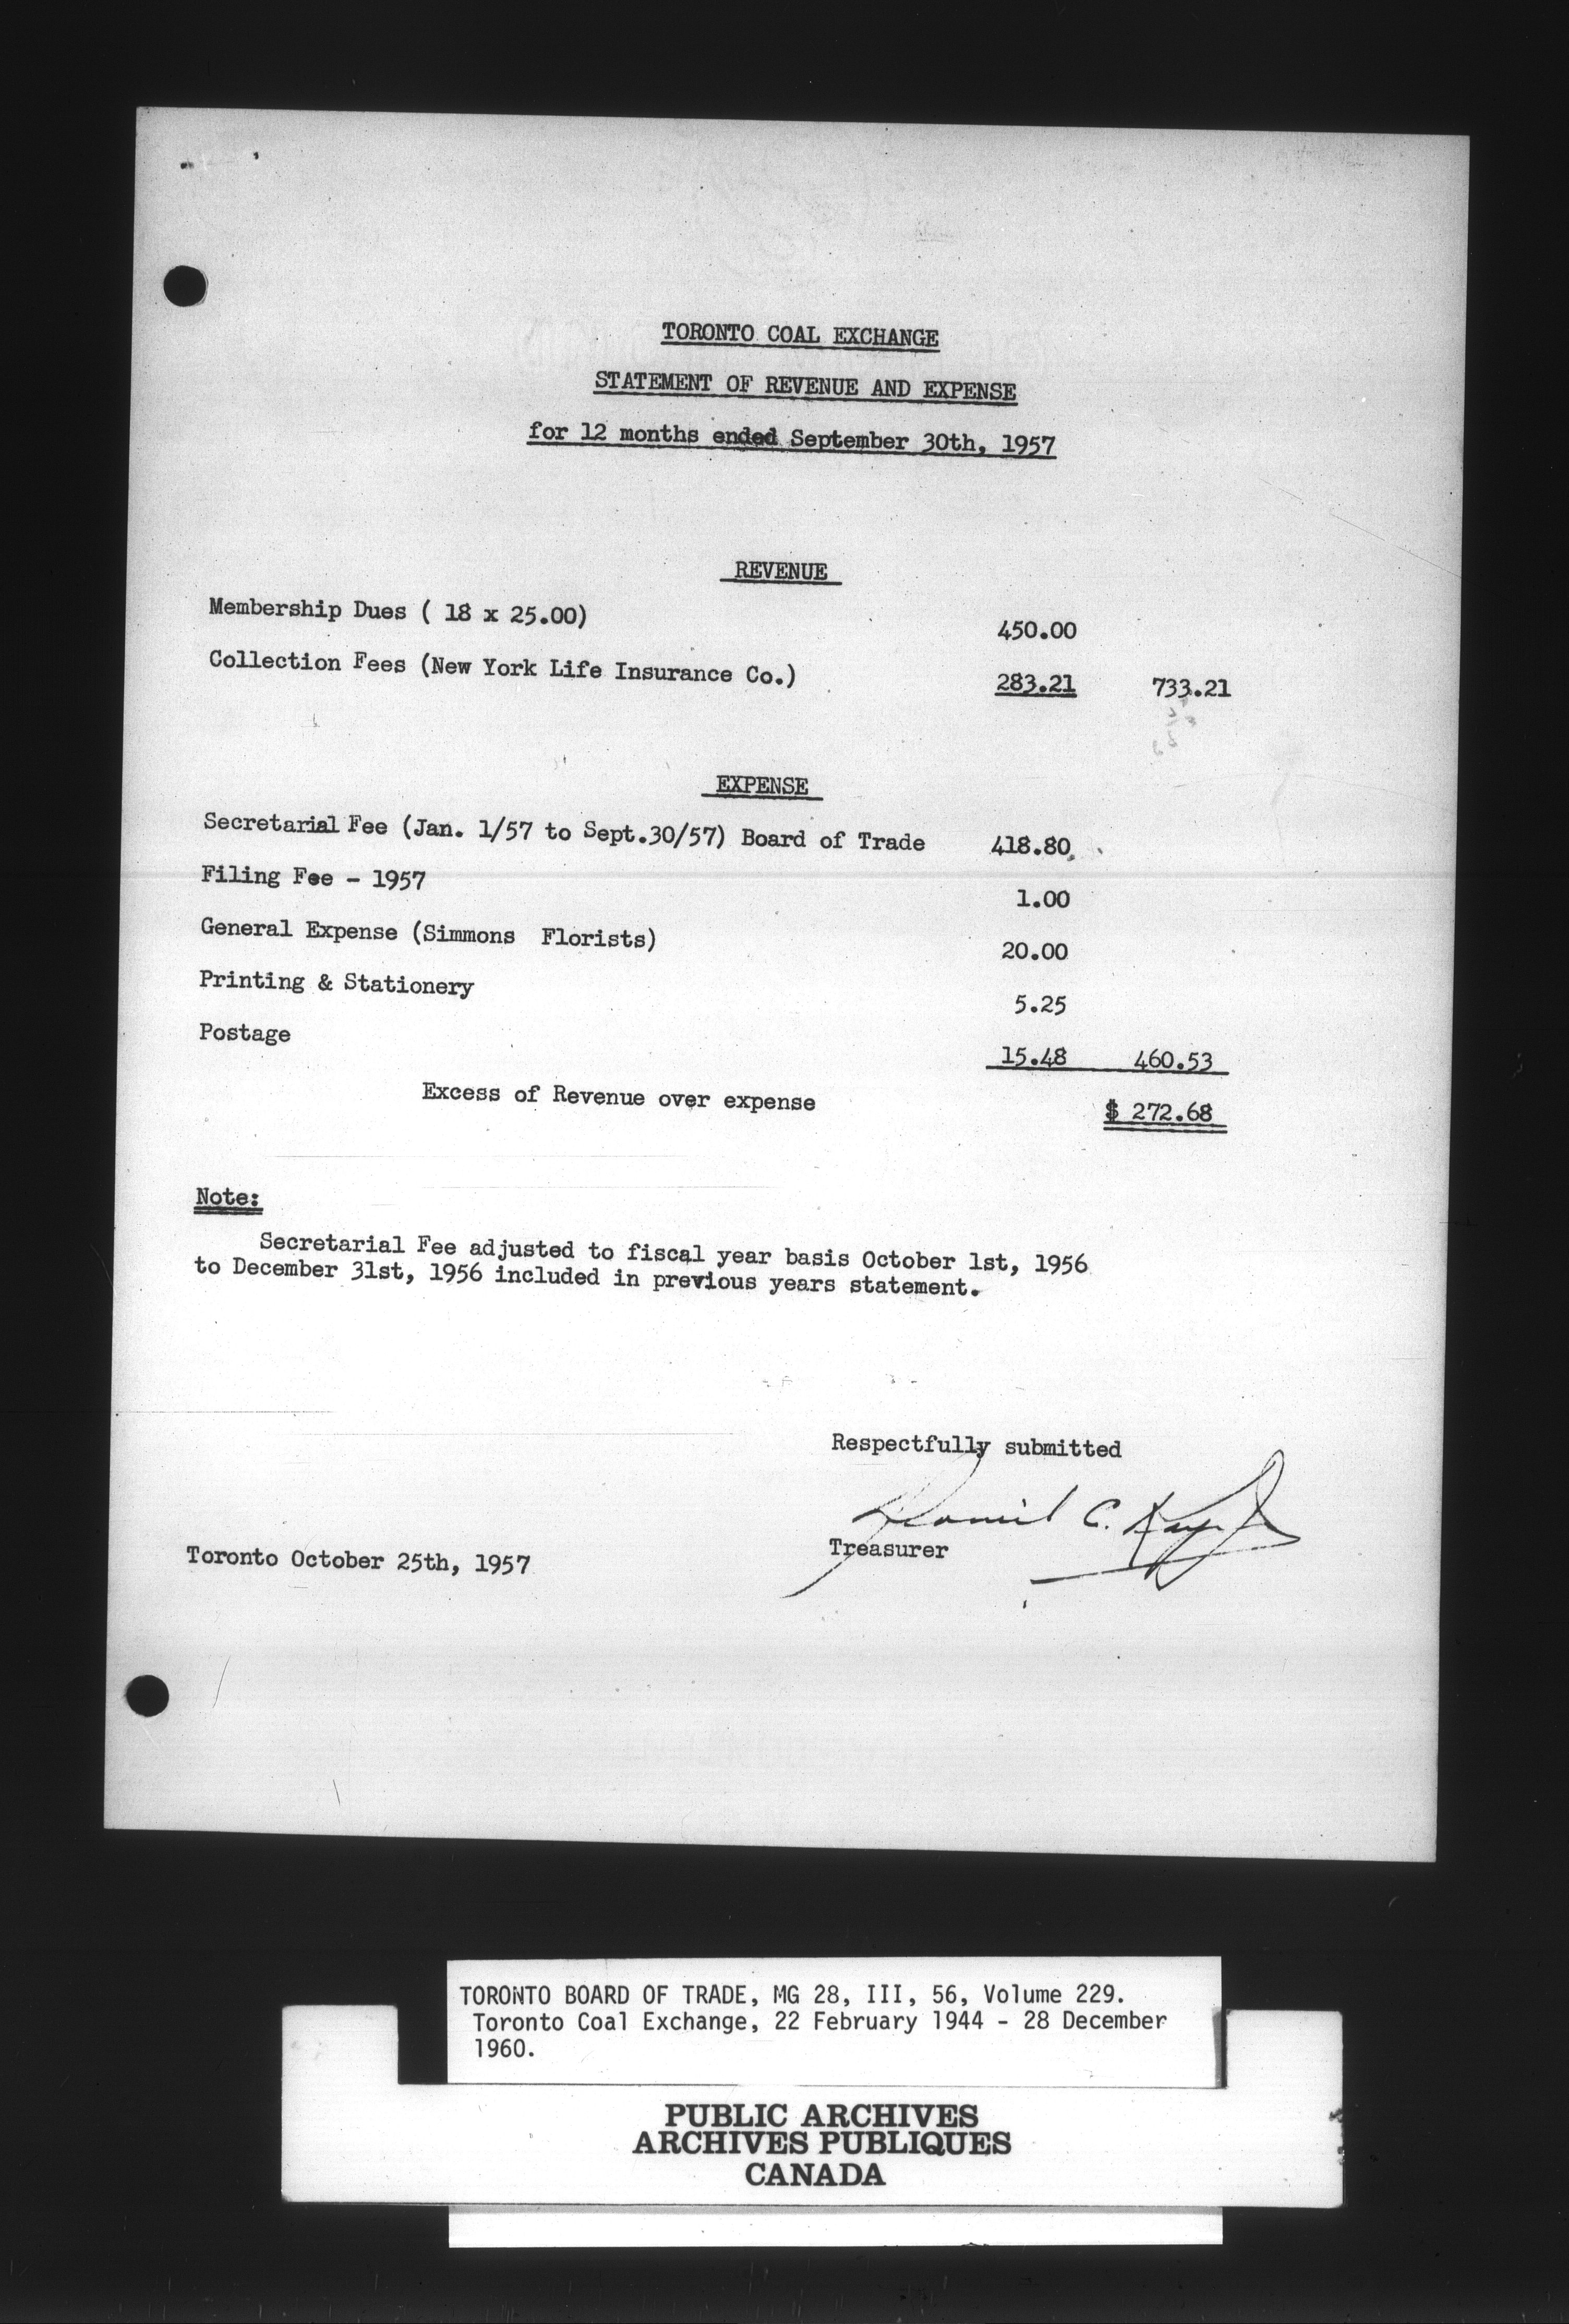 TORONTO COAL EXCHANGE
STATEMENT OF REVENUE AND EXPENSE
for 12 months ended September 30th, 1957
REVENUE
Membership Dues ( 18 x 25.00) 450.00
Collection Fees (New York Life Insurance Co.) 283.21 733.21
EXPENSE
Secretarial Fee (Jan. 1/57 to Sept.30/57) Board of Trade 418.80
Filing Fee - 1957 1.00
General Expense (Simmons Florists) 20.00
Printing & Stationery 5.25
Postage 15.48 460.53
Excess of Revenue over expense $ 272.68
Note:
Secretarial Fee adjusted to fiscal year basis October 1st, 1956
to December 31st, 1956 included in previous years statement.
Respectfully submitted
C.
Treasurer
Toronto October 25th, 1957
TORONTO BOARD OF TRADE, MG 28, III, 56, Volume 229.
Toronto Coal Exchange, 22 February 1944 - 28 December
1960.
PUBLIC ARCHIVES
ARCHIVES PUBLIQUES
CANADA